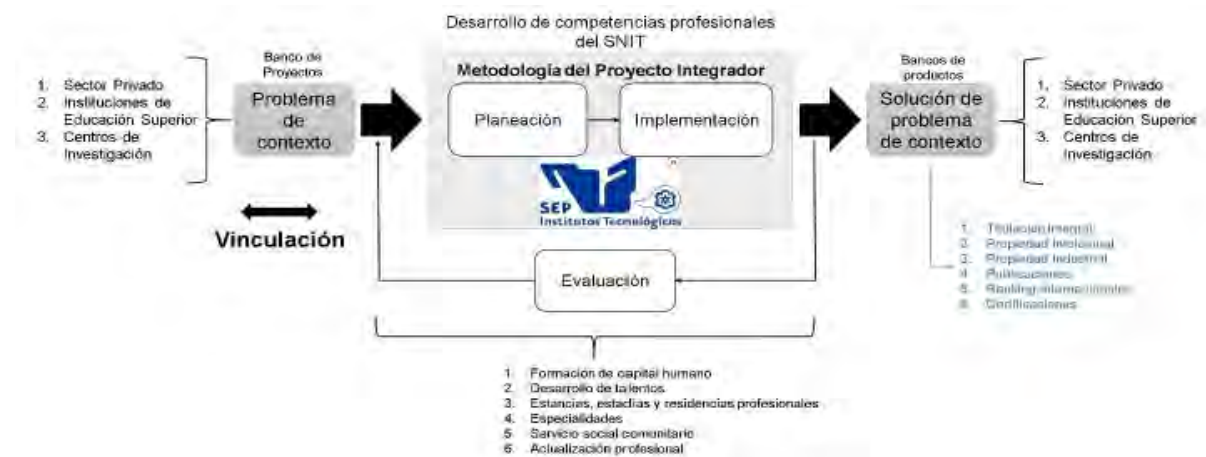 Desarrollo de competencias profesionales
del SNIT
Banco de
Proyectos
Problema
de
contexto
1. Sector Privado
2. Instituciones de
Educación Superior
3. Centros de
Investigación
Vinculación
Metodología del Proyecto Integrador
Planeación
Implementación
SEP
Institutos Tecnológicos
Evaluación
Bancos de
productos
Solución de
problema
de contexto
1. Sector Privado
2. Instituciones de
Educación Superior
3. Centros de
Investigación
1. Titulación Integral
2. Propiedad Intelectual
3. Propiedad Industrial
4. Publicaciones
5. Ranking internacionales
6.
1. Formación de capital humano
2. Desarrollo de talentos
3. Estancias, estadías y residencias profesionales
4. Especialidades
5. Servicio social comunitario
6. Actualización profesional